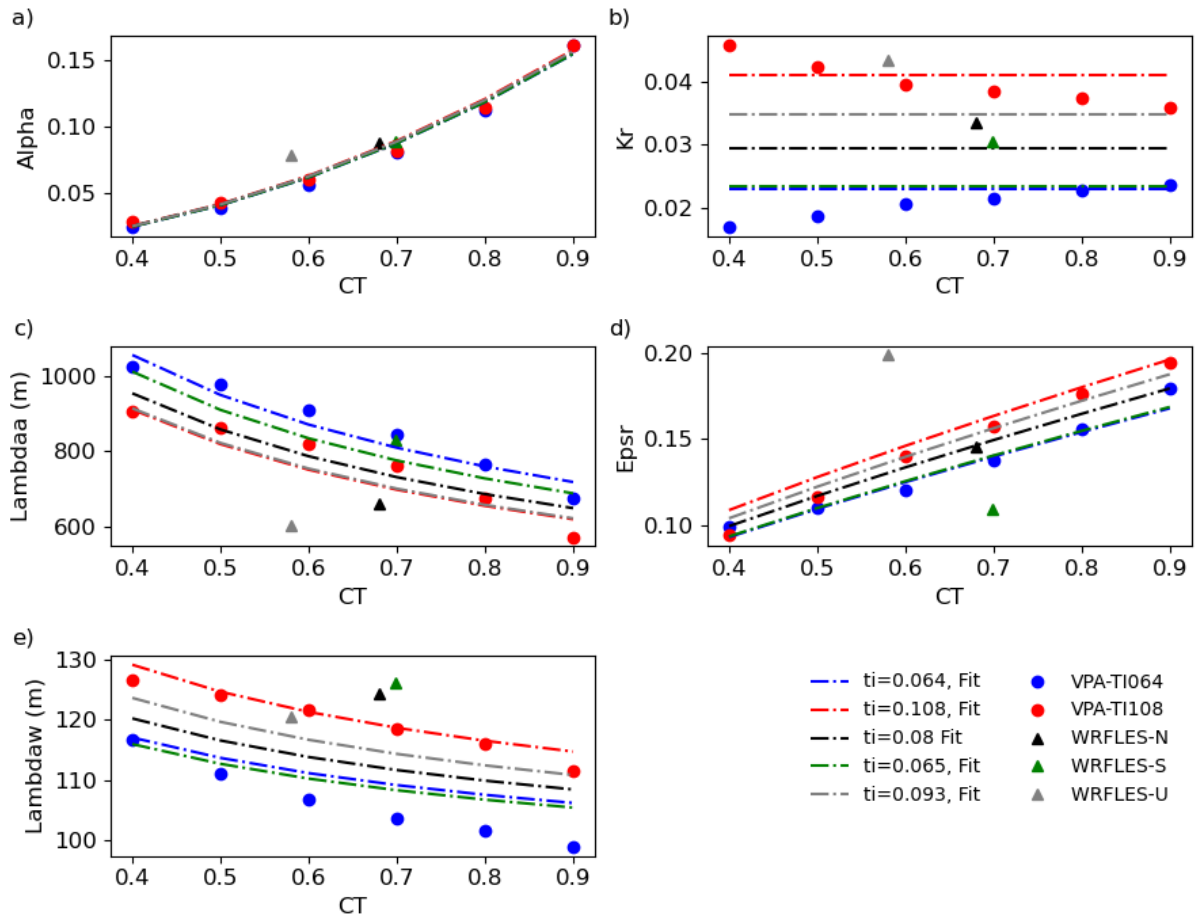 a)
b)
0.15
0.10
0.05
Alpha
0.4 0.5 0.6 0.7 0.8 0.9
CT
0.04
0.03
0.02
Kr
0.4 0.5 0.6 0.7 0.8 0.9
CT
c)
d)
1000
800
600
Lambdaa (m)
0.4 0.5 0.6 0.7 0.8 0.9
CT
0.20
0.15
0.10
Epsr
0.4 0.5 0.6 0.7 0.8 0.9
CT
e)
130
120
110
100
Lambdaw (m)
0.4 0.5 0.6 0.7 0.8 0.9
CT
ti=0.064, Fit
ti=0.108, Fit
ti=0.08 Fit
ti=0.065, Fit
ti=0.093, Fit
VPA-TI064
VPA-TI108
WRFLES-N
WRFLES-S
WRFLES-U